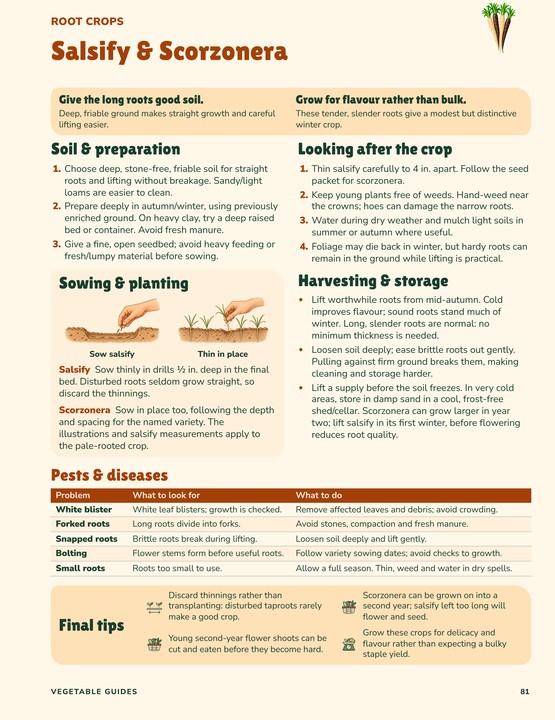 ROOT CROPS
Salsify & Scorzonera
Give the long roots good soil.
Deep, friable ground makes straight growth and careful
lifting easier.
Grow for flavour rather than bulk.
These tender, slender roots give a modest but distinctive
winter crop.
Soil & preparation
1. Choose deep, stone-free, friable soil for straight
roots and lifting without breakage. Sandy/light
loams are easier to clean.
2. Prepare deeply in autumn/winter, using previously
enriched ground. On heavy clay, try a deep raised
bed or container. Avoid fresh manure.
3. Give a fine, open seedbed; avoid heavy feeding or
fresh/lumpy material before sowing.
Sowing & planting
Sow salsify
Thin in place
Salsify Sow thinly in drills ½ in. deep in the final
bed. Disturbed roots seldom grow straight, so
discard the thinnings.
Scorzonera Sow in place too, following the depth
and spacing for the named variety. The
illustrations and salsify measurements apply to
the pale-rooted crop.
Looking after the crop
1. Thin salsify carefully to 4 in. apart. Follow the seed
packet for scorzonera.
2. Keep young plants free of weeds. Hand-weed near
the crowns; hoes can damage the narrow roots.
3. Water during dry weather and mulch light soils in
summer or autumn where useful.
4. Foliage may die back in winter, but hardy roots can
remain in the ground while lifting is practical.
Harvesting & storage
• Lift worthwhile roots from mid-autumn. Cold
improves flavour; sound roots stand much of
winter. Long, slender roots are normal: no
minimum thickness is needed.
• Loosen soil deeply; ease brittle roots out gently.
Pulling against firm ground breaks them, making
cleaning and storage harder.
• Lift a supply before the soil freezes. In very cold
areas, store in damp sand in a cool, frost-free
shed/cellar. Scorzonera can grow larger in year
two; lift salsify in its first winter, before flowering
reduces root quality.
Pests & diseases
Problem What to look for What to do
White blister White leaf blisters; growth is checked. Remove affected leaves and debris; avoid crowding.
Forked roots Long roots divide into forks. Avoid stones, compaction and fresh manure.
Snapped roots Brittle roots break during lifting. Loosen soil deeply and lift gently.
Bolting Flower stems form before useful roots. Follow variety sowing dates; avoid checks to growth.
Small roots Roots too small to use. Allow a full season. Thin, weed and water in dry spells.
Final tips
Discard thinnings rather than
transplanting: disturbed taproots rarely
make a good crop.
Young second-year flower shoots can be
cut and eaten before they become hard.
Scorzonera can be grown on into a
second year; salsify left too long will
flower and seed.
Grow these crops for delicacy and
flavour rather than expecting a bulky
staple yield.
VEGETABLE GUIDES
81